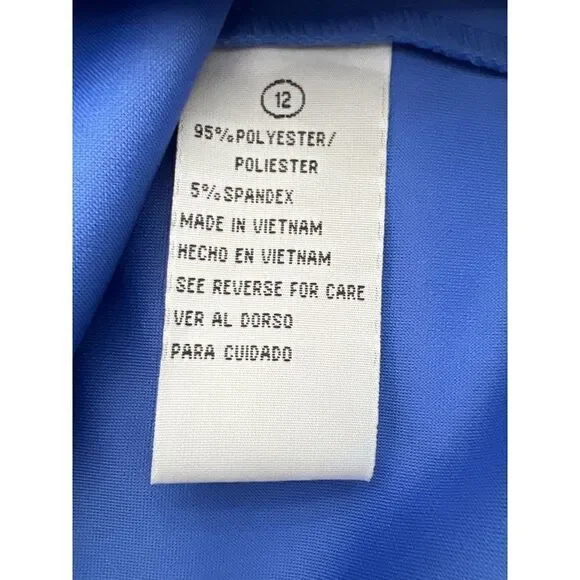 12
95%POLYESTER/
POLIESTER
5%SPANDEX
MADE IN VIETNAM
HECHO EN VIETNAM
SEE REVERSE FOR CARE
VER AL DORSO
PARA CUIDADO